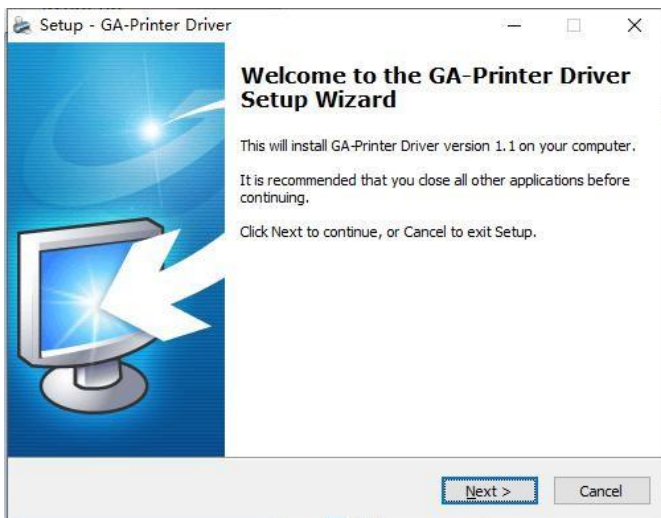 Setup - GA-Printer Driver
Welcome to the GA-Printer Driver
Setup Wizard
This will install GA-Printer Driver version 1.1 on your computer.
It is recommended that you close all other applications before
continuing.
Click Next to continue, or Cancel to exit Setup.
Next >
Cancel